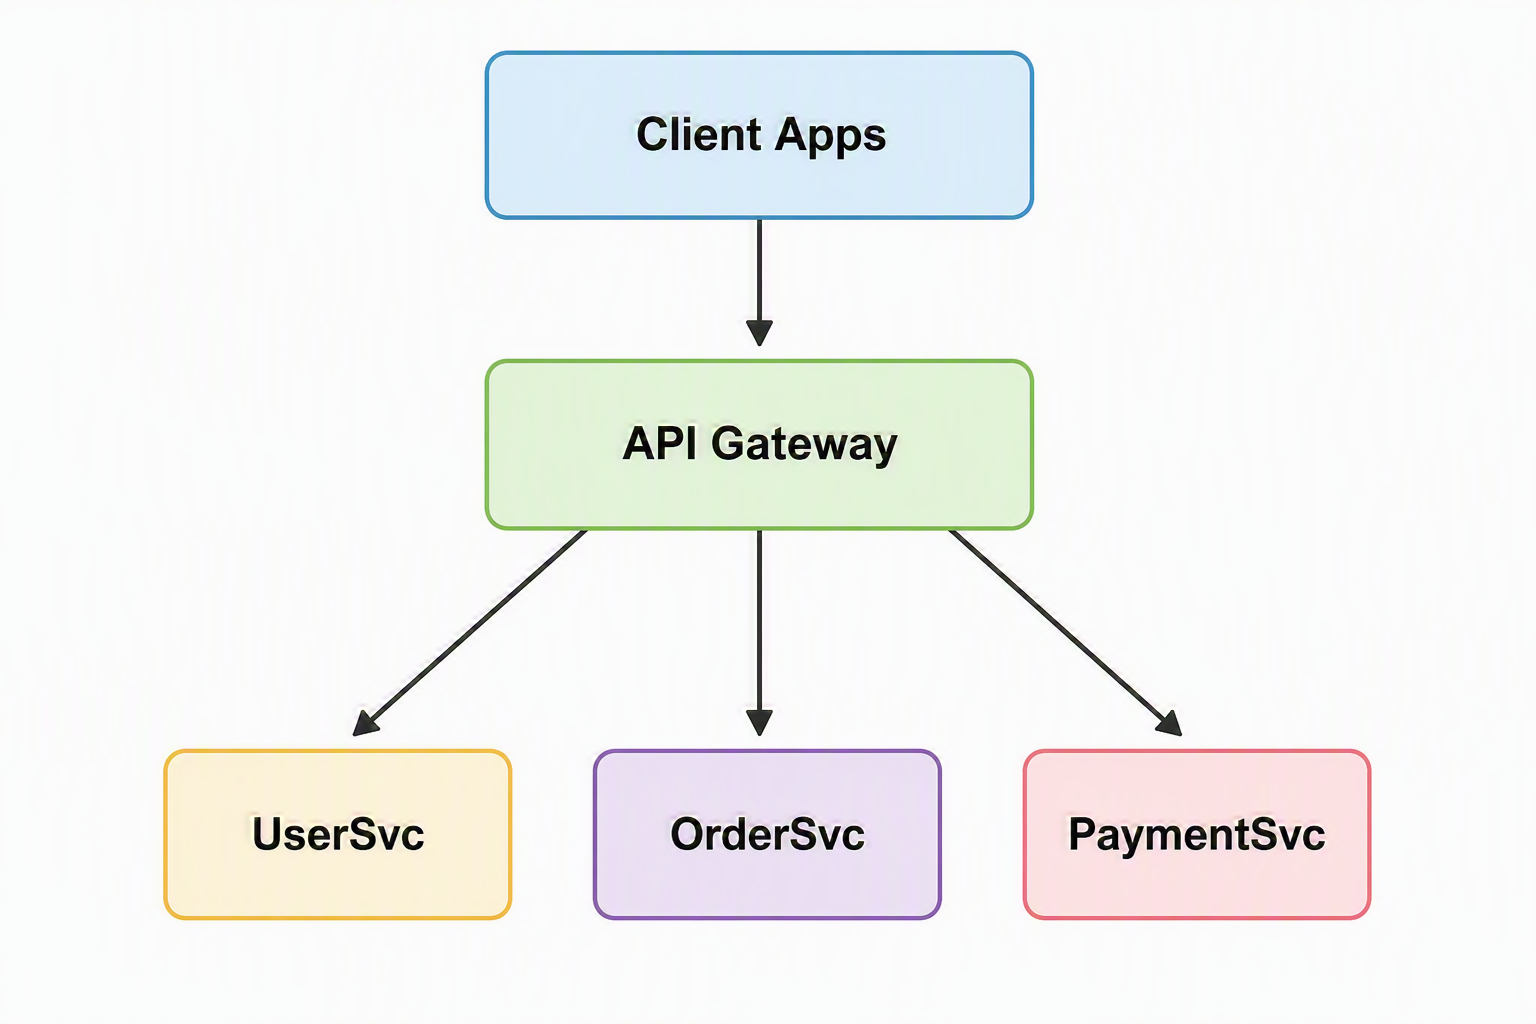 Client Apps
API Gateway
UserSvc
OrderSvc
PaymentSvc